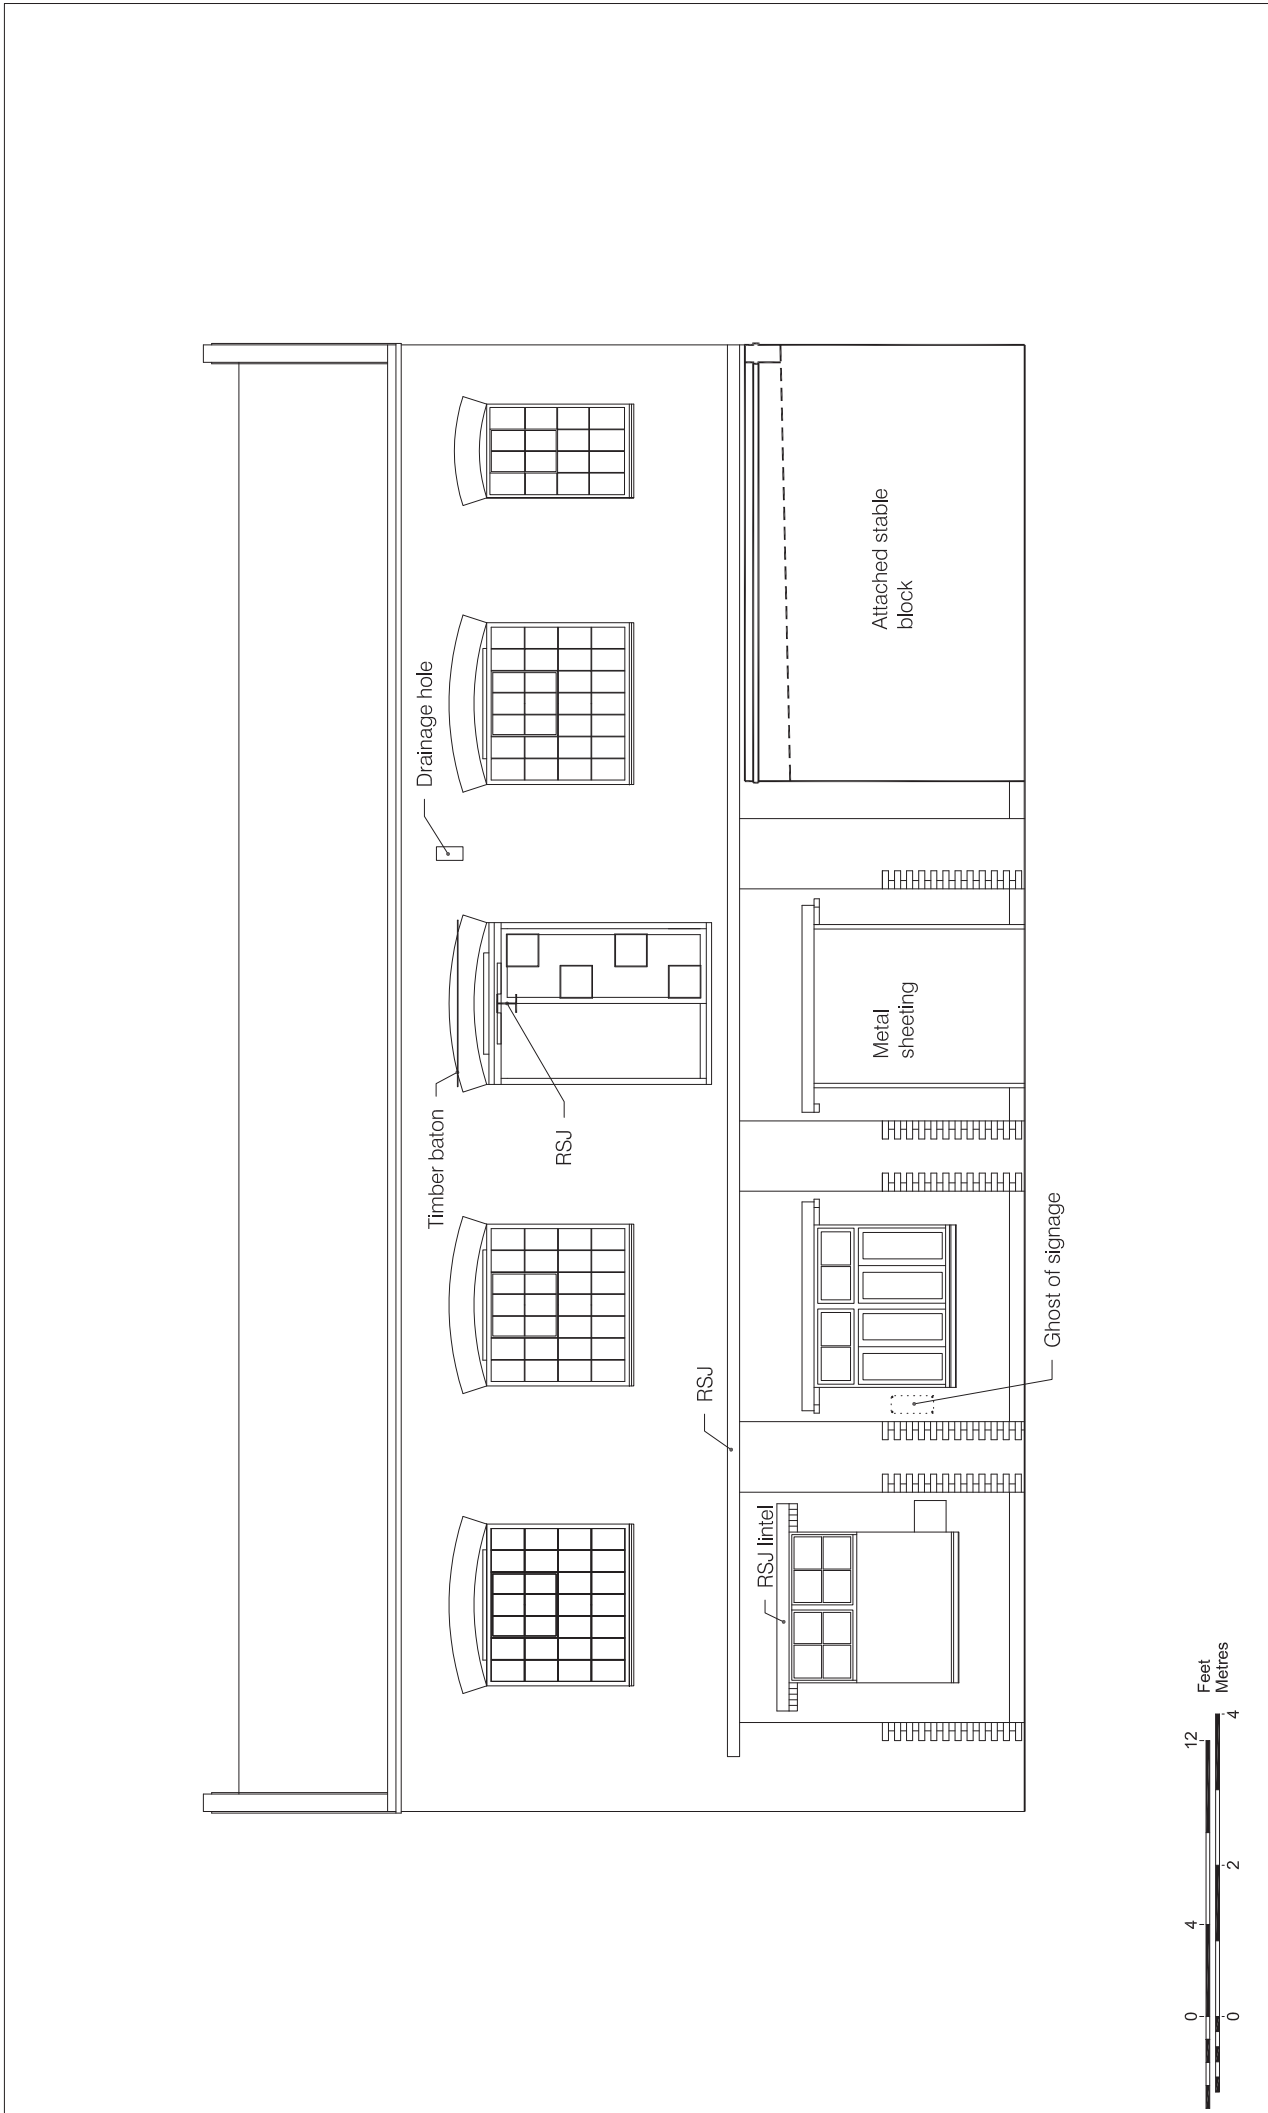 Drainage hole
Timber baton
RSJ
RSJ
RSJ lintel
Attached stable
block
Metal
sheeting
Ghost of signage
0 4 12 Feet
0 2 4 Metres